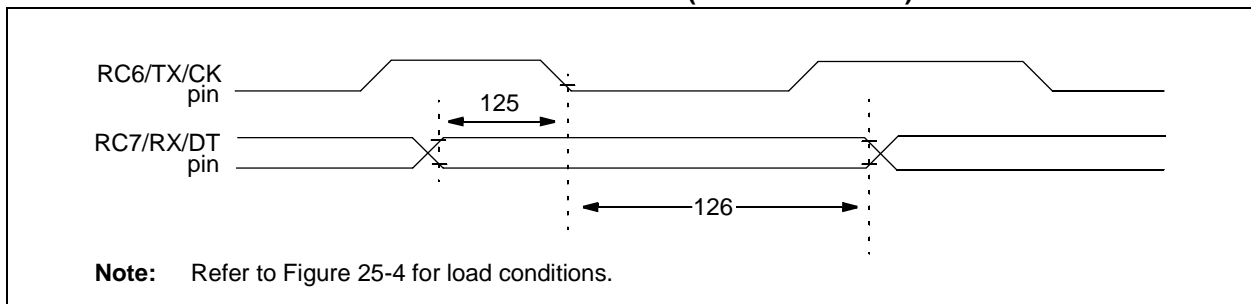 RC6/TX/CK
pin
125
RC7/RX/DT
pin
126
Note: Refer to Figure 25-4 for load conditions.